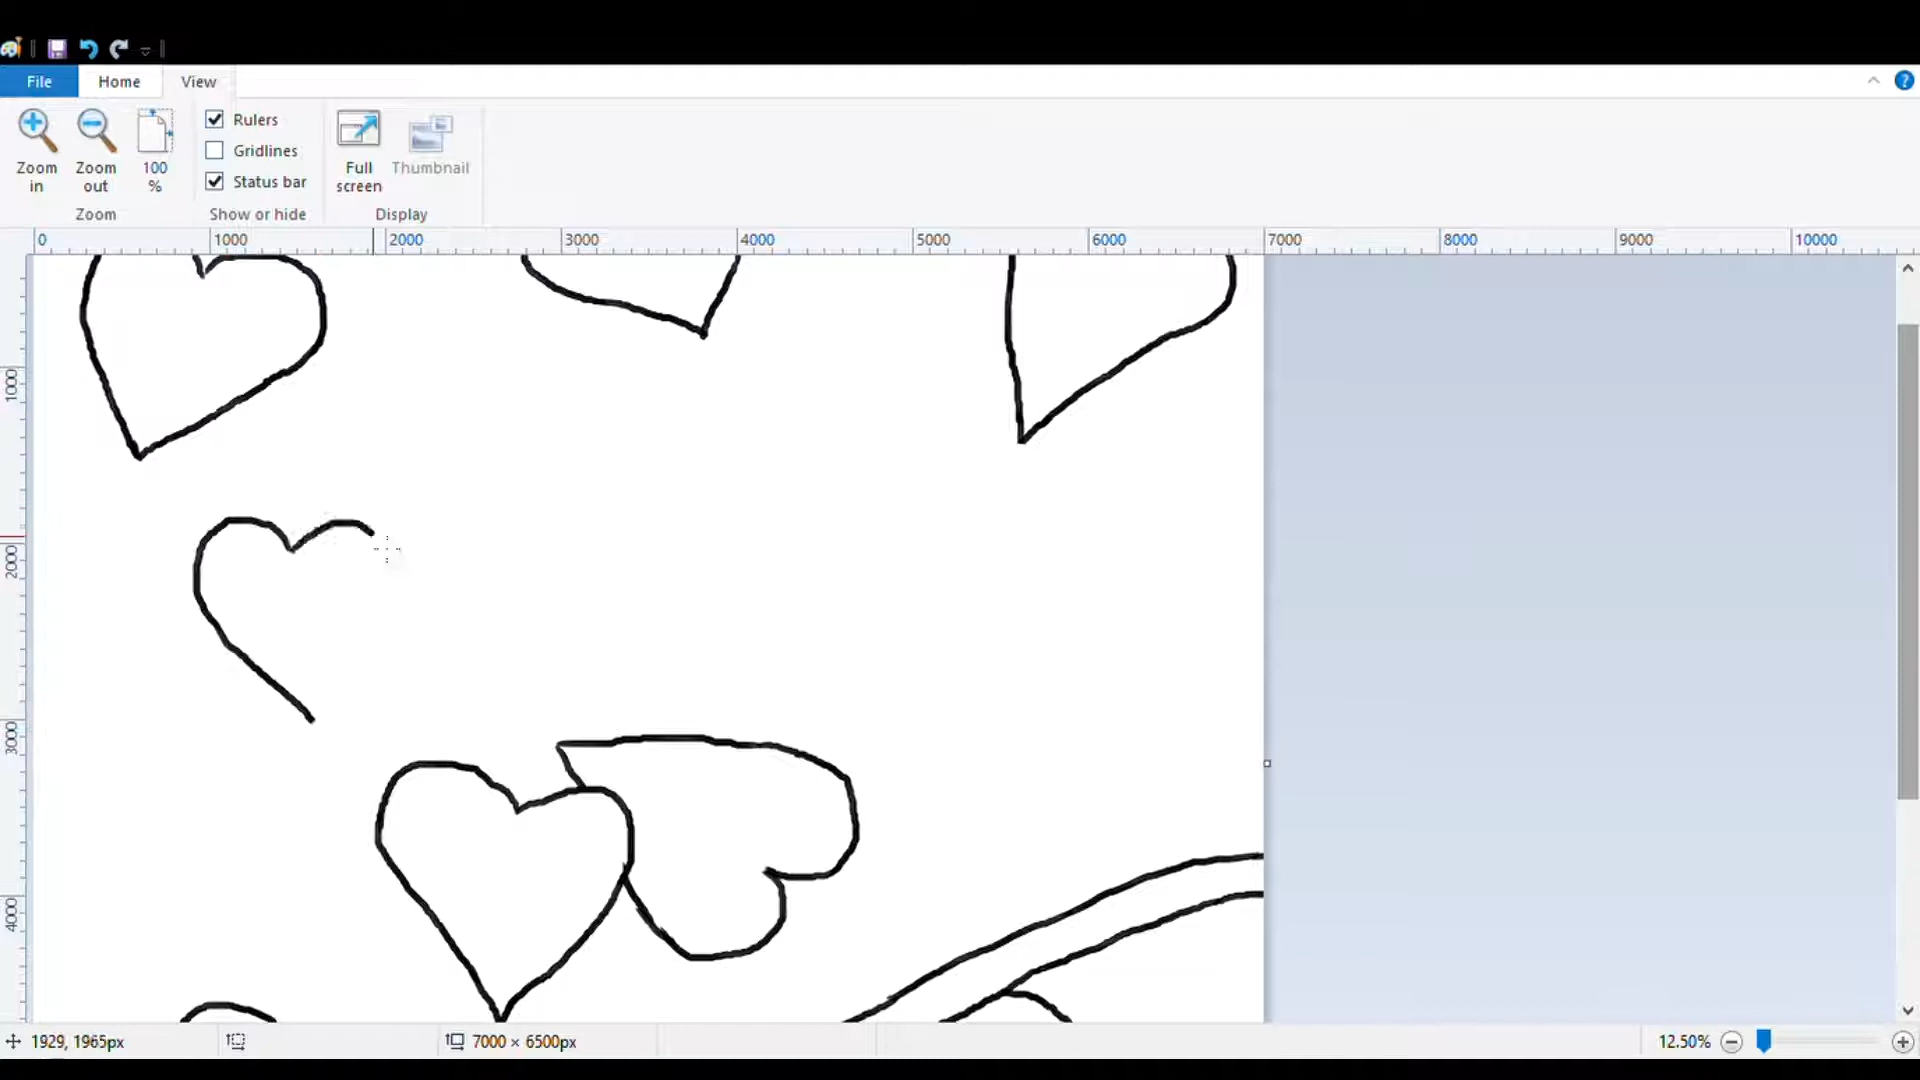 File Home View
Zoom in
Zoom out
100 %
Rulers
Gridlines
Status bar
Full screen
Thumbnail
Zoom
Show or hide
Display
0 1000 2000 3000 4000 5000 6000 7000 8000 9000 10000
1000
2000
3000
4000
1929, 1965px
7000 × 6500px
12.50%